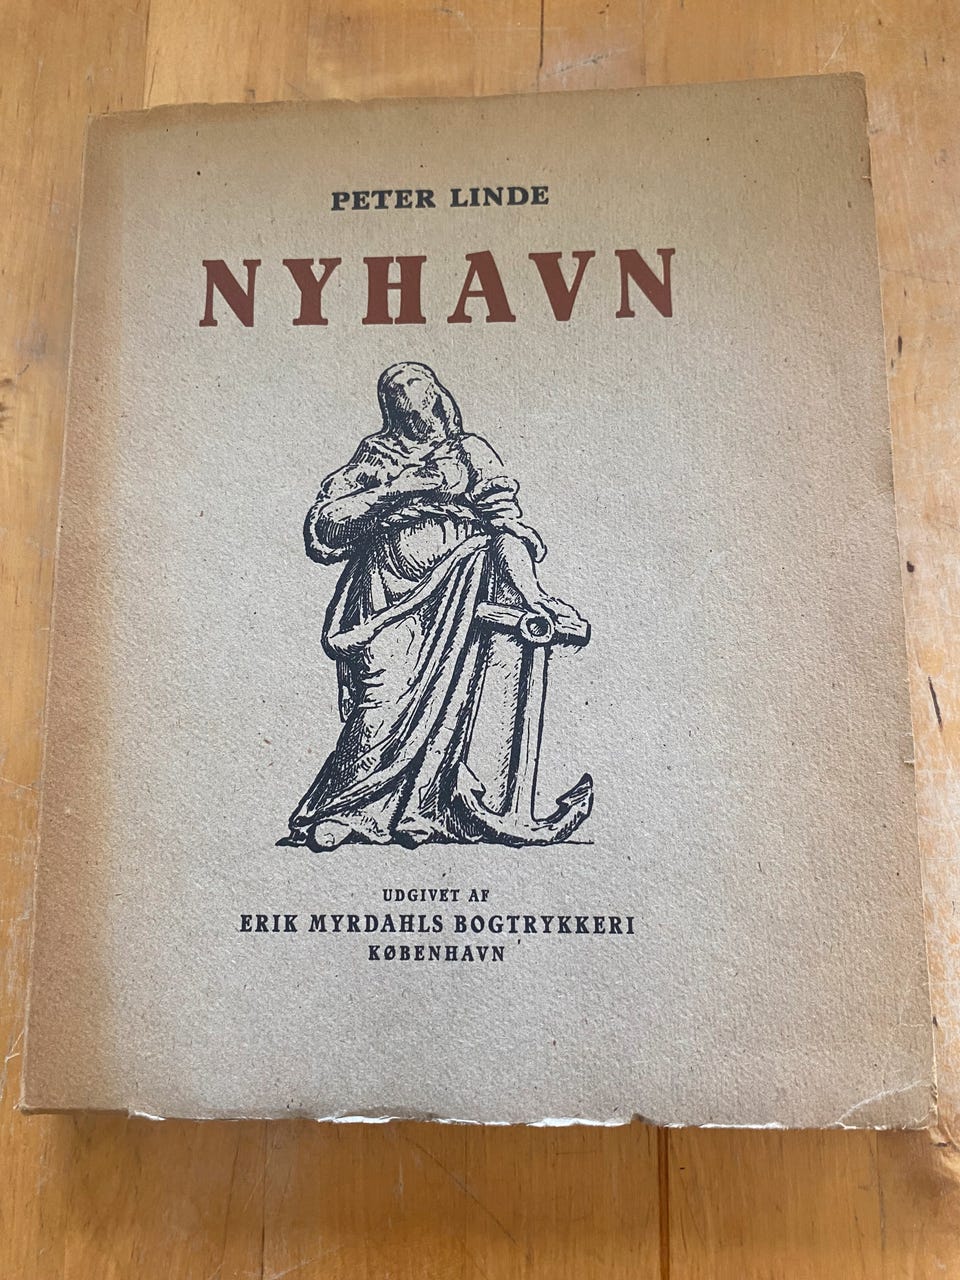 PETER LINDE
NYHAVN
UDGIVET AF
ERIK MYRDAHLS BOGTRYKKERI
KØBENHAVN